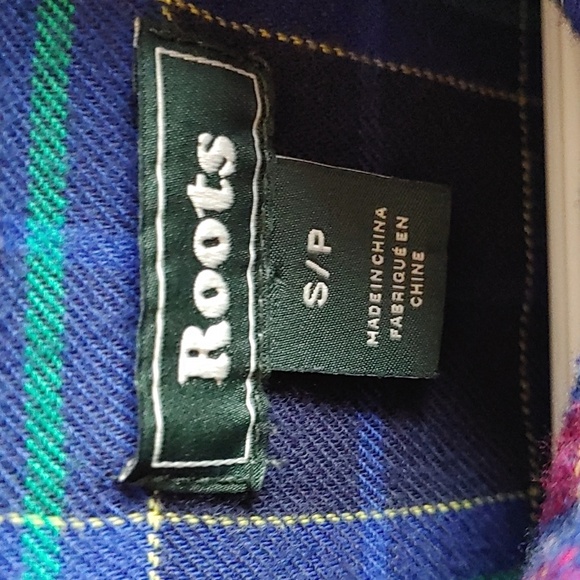 Roots
S/P
MADE IN CHINA
FABRIQUÉ EN
CHINE